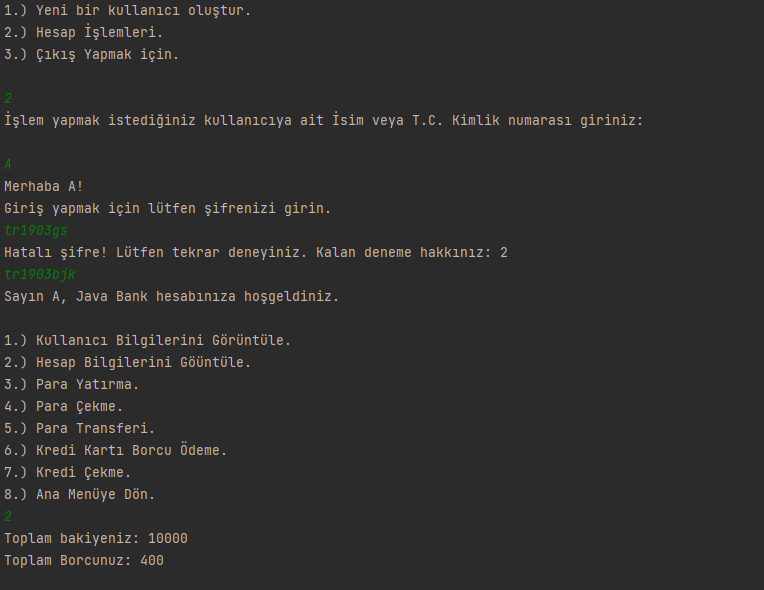 1.) Yeni bir kullanıcı oluştur.
2.) Hesap İşlemleri.
3.) Çıkış Yapmak için.
2
İşlem yapmak istediğiniz kullanıcıya ait İsim veya T.C. Kimlik numarası giriniz:
A
Merhaba A!
Giriş yapmak için lütfen şifrenizi girin.
tr1903gs
Hatalı şifre! Lütfen tekrar deneyiniz. Kalan deneme hakkınız: 2
tr1903bjk
Sayın A, Java Bank hesabınıza hoşgeldiniz.
1.) Kullanıcı Bilgilerini Görüntüle.
2.) Hesap Bilgilerini Göüntüle.
3.) Para Yatırma.
4.) Para Çekme.
5.) Para Transferi.
6.) Kredi Kartı Borcu Ödeme.
7.) Kredi Çekme.
8.) Ana Menüye Dön.
2
Toplam bakiyeniz: 10000
Toplam Borcunuz: 400